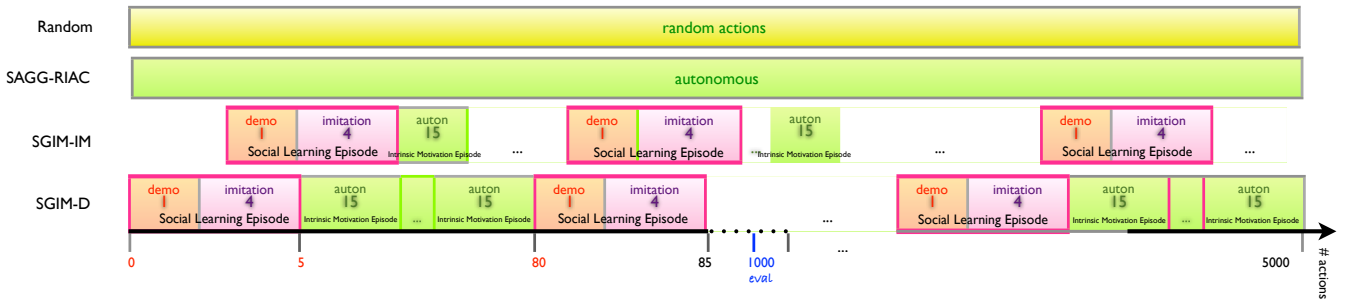 Random
random actions
SAGG-RIAC
autonomous
SGIM-IM
demo
1
imitation
4
Social Learning Episode
auton
15
Intrinsic Motivation Episode
...
demo
1
imitation
4
Social Learning Episode
...
auton
15
Intrinsic Motivation Episode
...
demo
1
imitation
4
Social Learning Episode
...
SGIM-D
demo
1
imitation
4
Social Learning Episode
auton
15
Intrinsic Motivation Episode
...
auton
15
Intrinsic Motivation Episode
demo
1
imitation
4
Social Learning Episode
...
demo
1
imitation
4
Social Learning Episode
auton
15
Intrinsic Motivation Episode
...
auton
15
Intrinsic Motivation Episode
0
5
80
85
1000
eval
...
5000
# actions